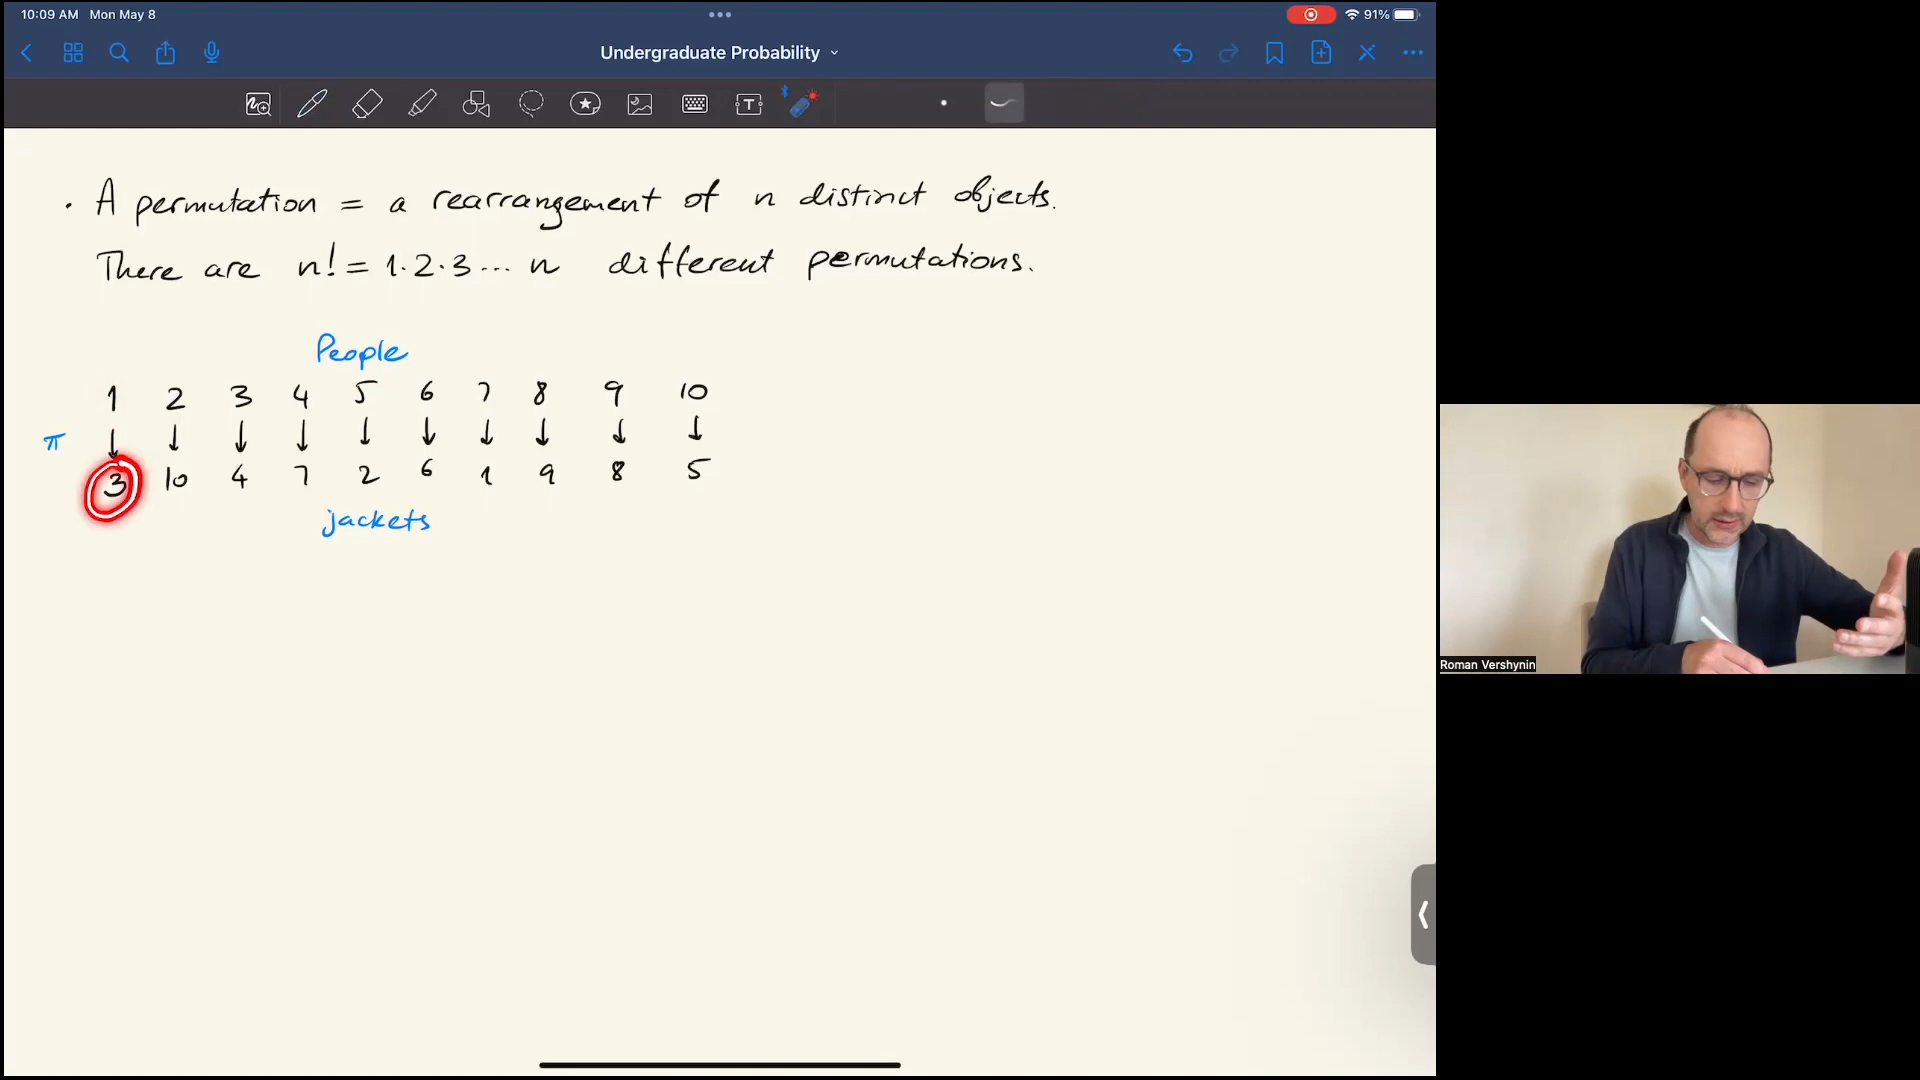 10:09 AM Mon May 8
91%
Undergraduate Probability
· A permutation = a rearrangement of n distinct objects.
There are n! = 1·2·3··· n different permutations.
People
1 2 3 4 5 6 7 8 9 10
π ↓ ↓ ↓ ↓ ↓ ↓ ↓ ↓ ↓ ↓
3 10 4 7 2 6 1 9 8 5
jackets
Roman Vershynin